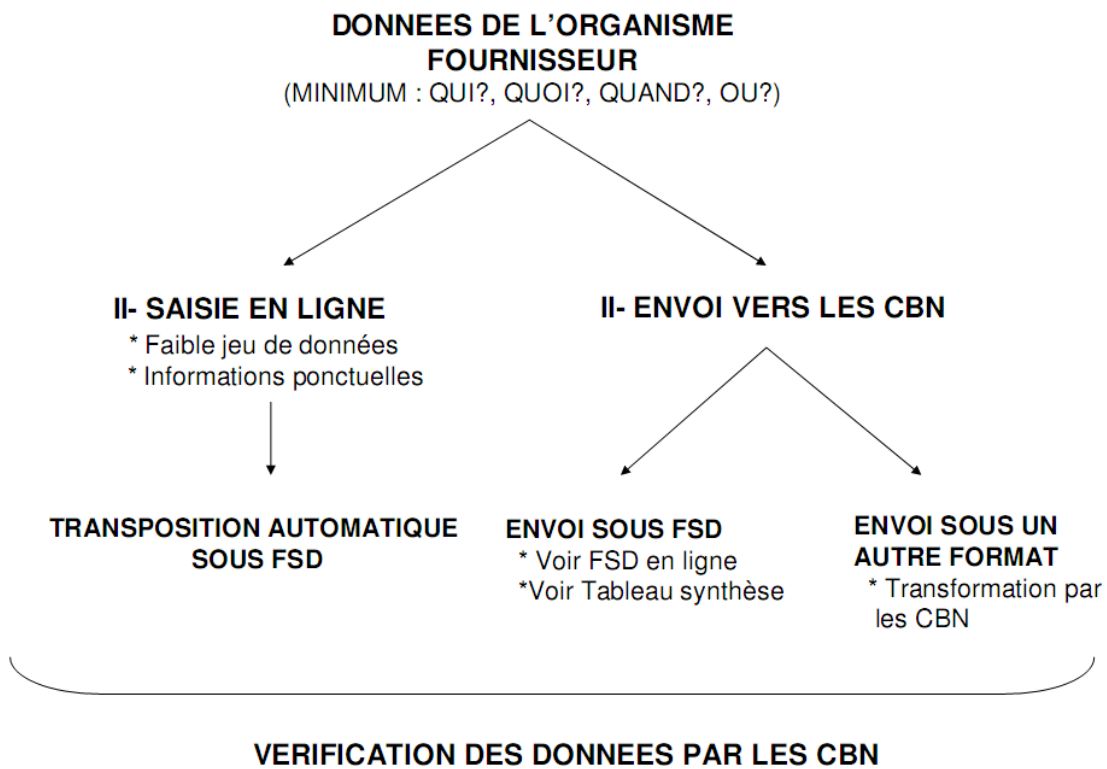 DONNEES DE L'ORGANISME
FOURNISSEUR
(MINIMUM : QUI?, QUOI?, QUAND?, OU?)
II- SAISIE EN LIGNE
* Faible jeu de données
* Informations ponctuelles
II- ENVOI VERS LES CBN
TRANSPOSITION AUTOMATIQUE
SOUS FSD
ENVOI SOUS FSD
* Voir FSD en ligne
*Voir Tableau synthèse
ENVOI SOUS UN
AUTRE FORMAT
* Transformation par
les CBN
VERIFICATION DES DONNEES PAR LES CBN